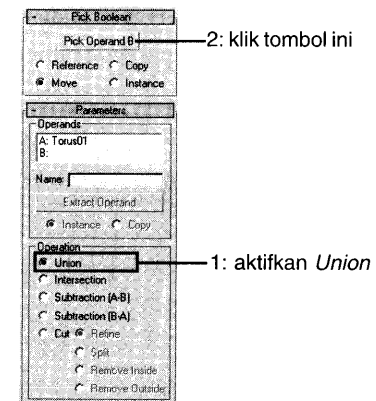 - Pick Boolean
Pick Operand B
2: klik tombol ini
Reference Copy
Move Instance
- Parameters
Operands
A: Torus01
B:
Name:
Extract Operand
Instance Copy
Operation
Union
1: aktifkan Union
Intersection
Subtraction (A-B)
Subtraction (B-A)
Cut Refine
Split
Remove Inside
Remove Outside